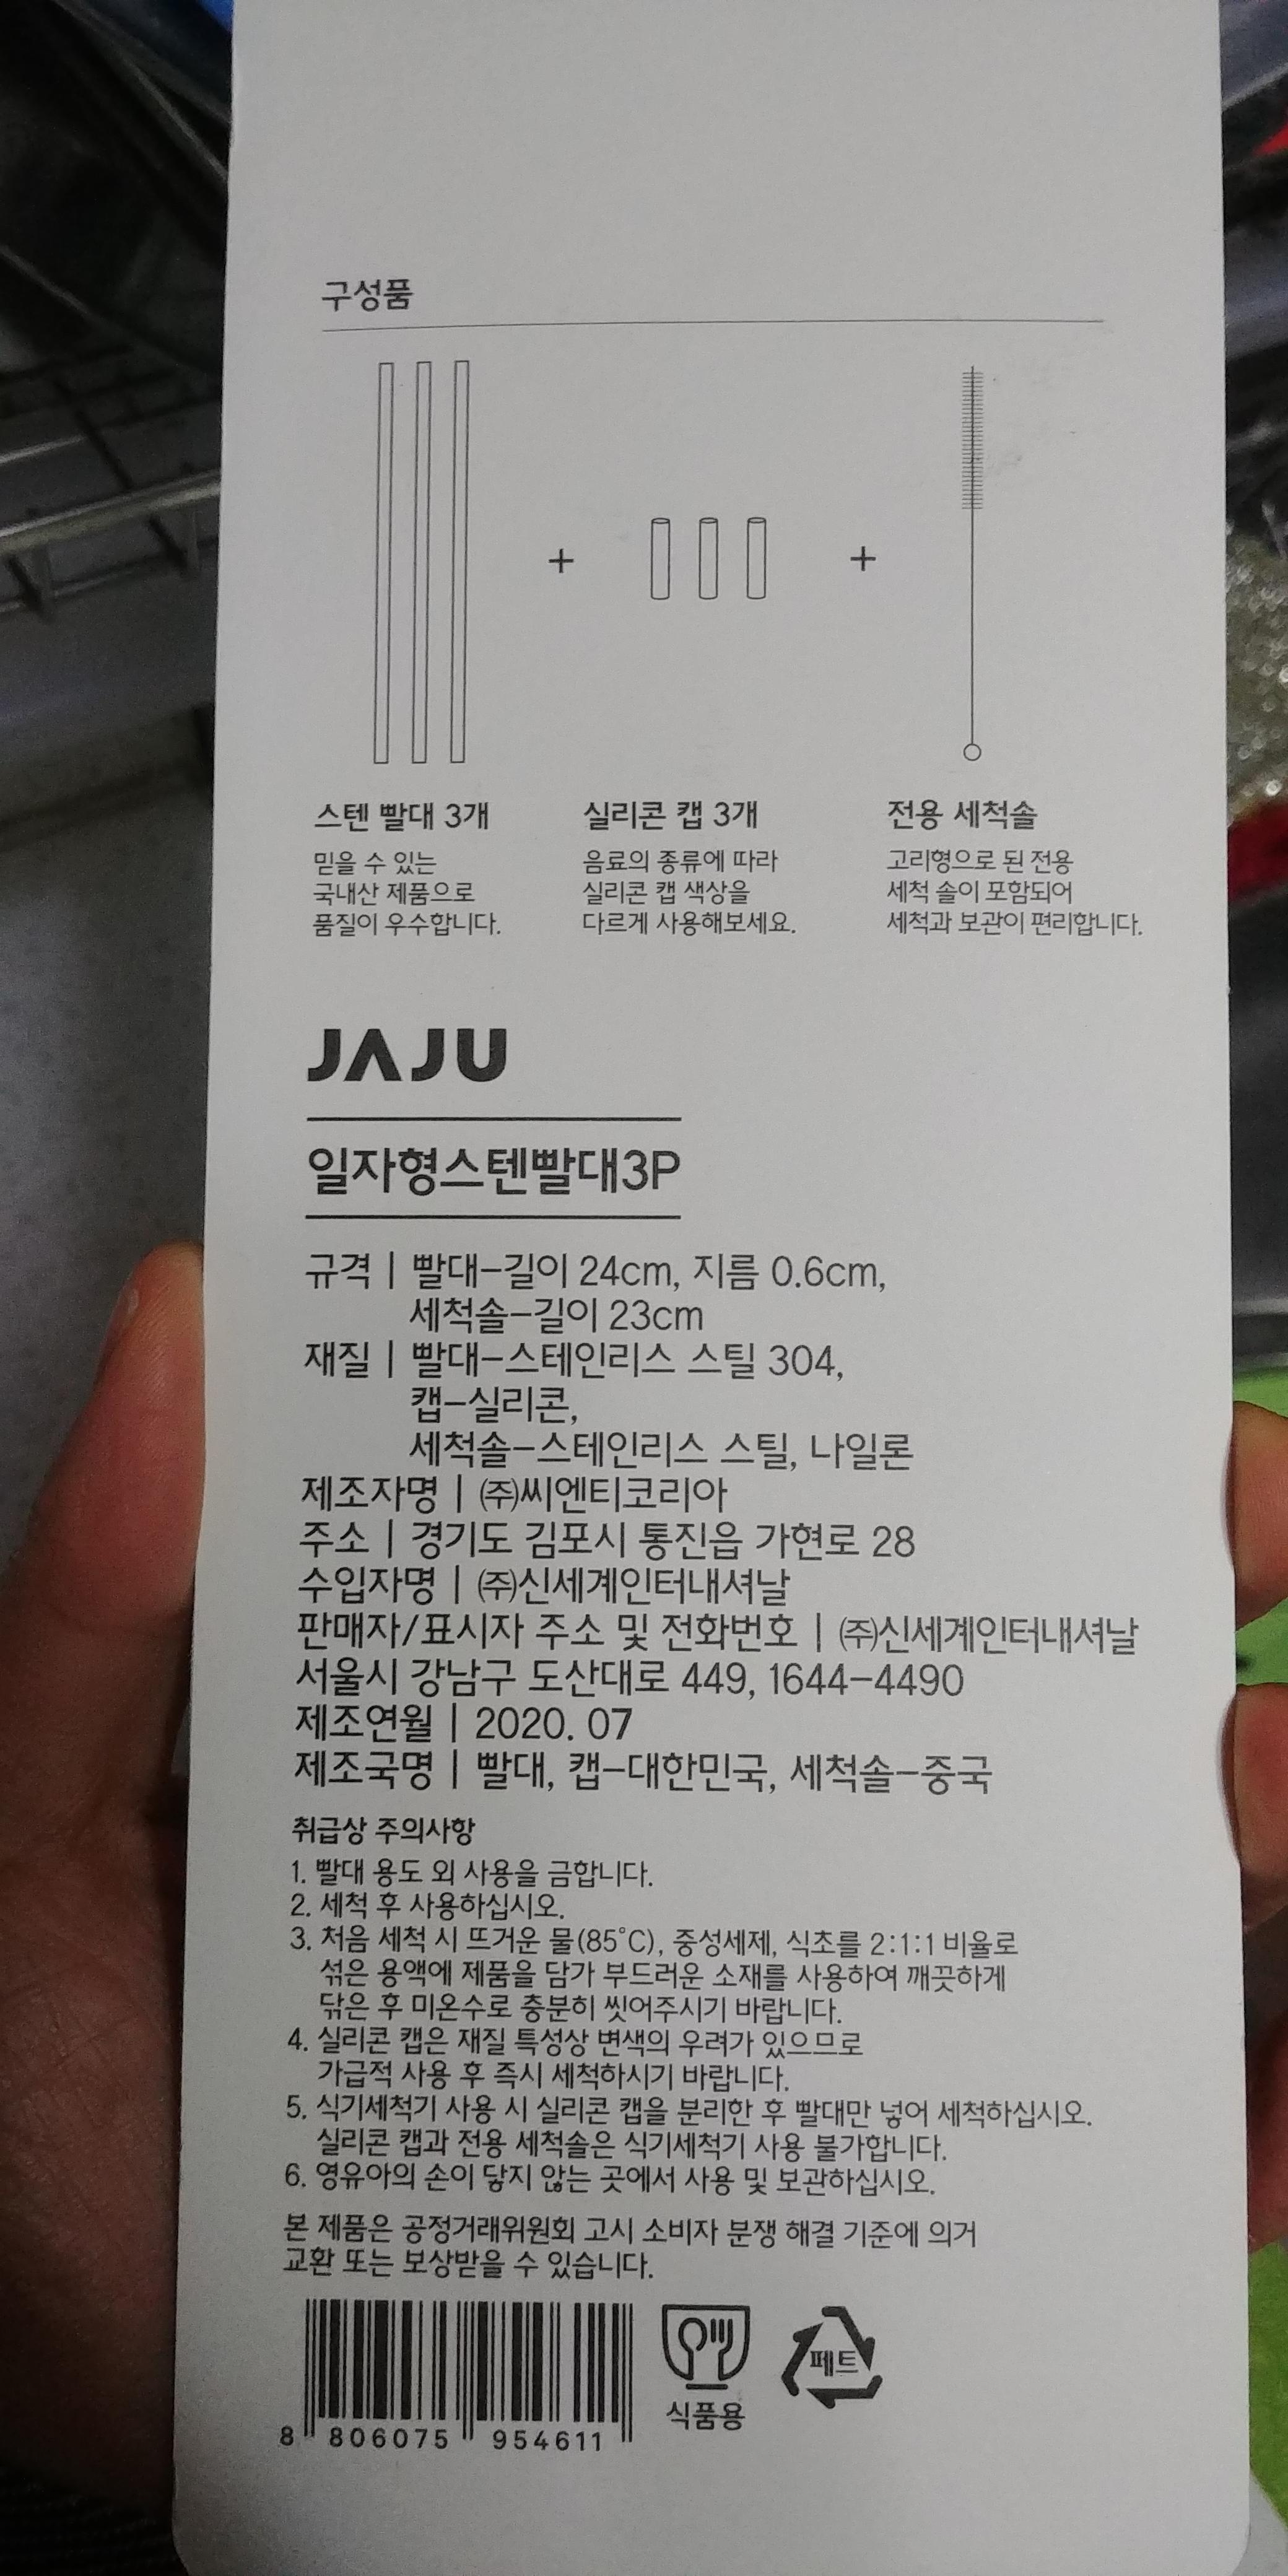 구성품
+ +
스텐 빨대 3개 실리콘 캡 3개 전용 세척솔
믿을 수 있는
국내산 제품으로
품질이 우수합니다.
음료의 종류에 따라
실리콘 캡 색상을
다르게 사용해보세요.
고리형으로 된 전용
세척 솔이 포함되어
세척과 보관이 편리합니다.
JAJU
일자형스텐빨대3P
규격 | 빨대-길이 24cm, 지름 0.6cm,
세척솔-길이 23cm
재질 | 빨대-스테인리스 스틸 304,
캡-실리콘,
세척솔-스테인리스 스틸, 나일론
제조자명 | ㈜씨엔티코리아
주소 | 경기도 김포시 통진읍 가현로 28
수입자명 | ㈜신세계인터내셔날
판매자/표시자 주소 및 전화번호 | ㈜신세계인터내셔날
서울시 강남구 도산대로 449, 1644-4490
제조연월 | 2020. 07
제조국명 | 빨대, 캡-대한민국, 세척솔-중국
취급상 주의사항
1. 빨대 용도 외 사용을 금합니다.
2. 세척 후 사용하십시오.
3. 처음 세척 시 뜨거운 물(85˚C), 중성세제, 식초를 2:1:1 비율로
섞은 용액에 제품을 담가 부드러운 소재를 사용하여 깨끗하게
닦은 후 미온수로 충분히 씻어주시기 바랍니다.
4. 실리콘 캡은 재질 특성상 변색의 우려가 있으므로
가급적 사용 후 즉시 세척하시기 바랍니다.
5. 식기세척기 사용 시 실리콘 캡을 분리한 후 빨대만 넣어 세척하십시오.
실리콘 캡과 전용 세척솔은 식기세척기 사용 불가합니다.
6. 영유아의 손이 닿지 않는 곳에서 사용 및 보관하십시오.
본 제품은 공정거래위원회 고시 소비자 분쟁 해결 기준에 의거
교환 또는 보상받을 수 있습니다.
페트
식품용
8 806075 954611